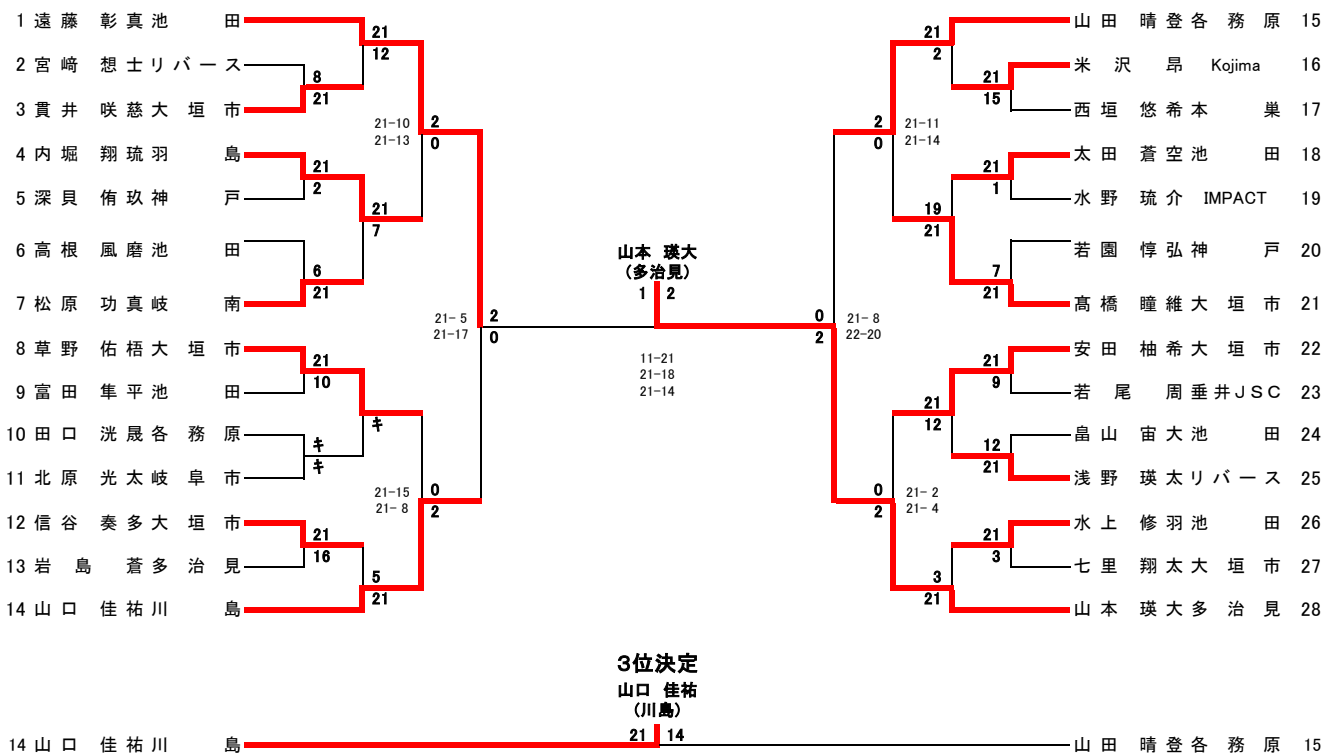 1 遠藤 彰真 池田
2 宮﨑 想士 リバース
3 貫井 咲慈 大垣市
4 内堀 翔琉 羽島
5 深貝 侑玖 神戸
6 高根 風磨 池田
7 松原 功真 岐南
8 草野 佑梧 大垣市
9 富田 隼平 池田
10 田口 洸晟 各務原
11 北原 光太 岐阜市
12 信谷 奏多 大垣市
13 岩島 蒼 多治見
14 山口 佳祐 川島
21
12
8
21
21
2
21
7
6
21
21-10
21-13
2
0
21
10
キ
キ
キ
21
16
5
21
21-15
21- 8
0
2
21- 5
21-17
2
0
山本 瑛大
(多治見)
1 2
11-21
21-18
21-14
0
2
21- 8
22-20
2
0
21-11
21-14
21
2
21
15
21
1
19
21
7
21
21
9
21
12
12
21
0
2
21- 2
21- 4
21
3
3
21
山田 晴登 各務原 15
米沢 昂 Kojima 16
西垣 悠希 本巣 17
太田 蒼空 池田 18
水野 琉介 IMPACT 19
若園 惇弘 神戸 20
髙橋 瞳維 大垣市 21
安田 柚希 大垣市 22
若尾 周 垂井JSC 23
畠山 宙大 池田 24
浅野 瑛太 リバース 25
水上 修羽 池田 26
七里 翔太 大垣市 27
山本 瑛大 多治見 28
3位決定
山口 佳祐
(川島)
21 14
14 山口 佳祐 川島
山田 晴登 各務原 15